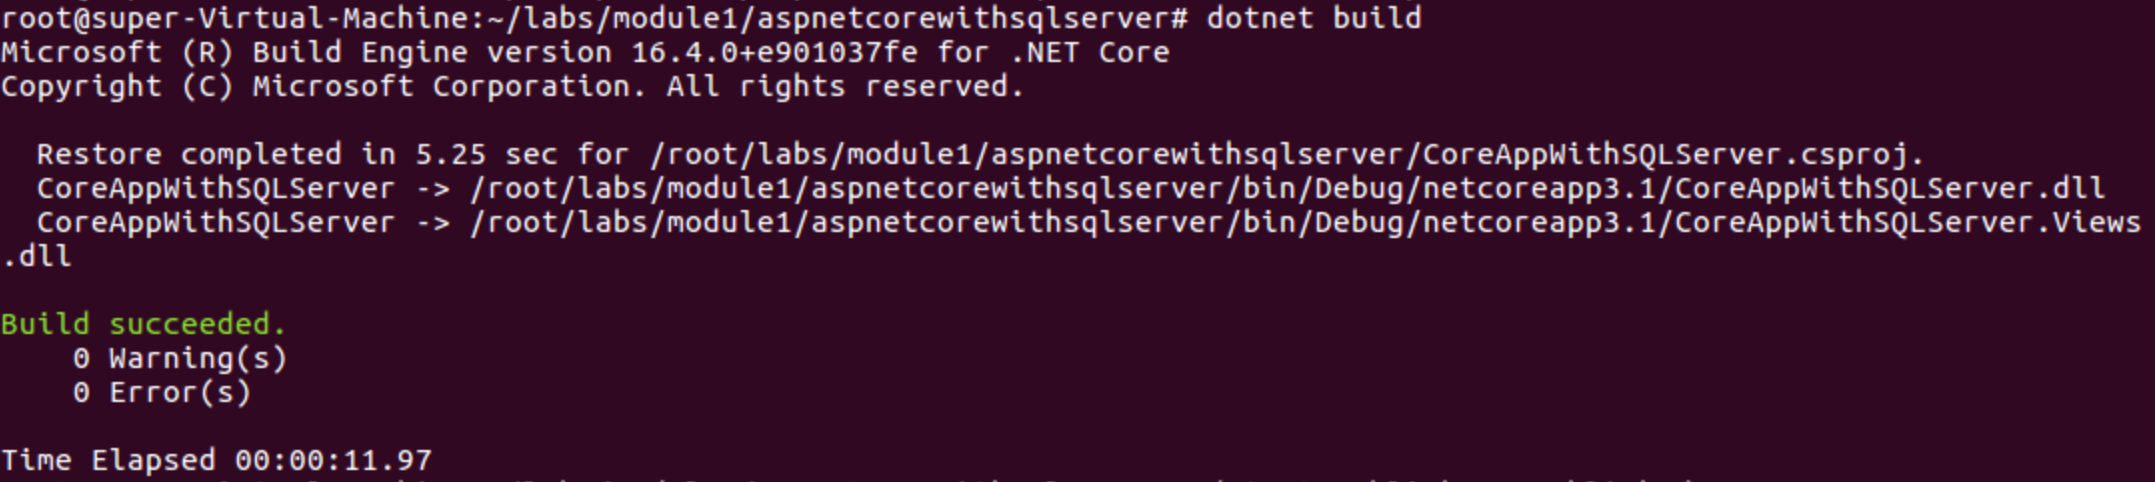 root@super-Virtual-Machine:~/labs/module1/aspnetcorewithsqlserver# dotnet build
Microsoft (R) Build Engine version 16.4.0+e901037fe for .NET Core
Copyright (C) Microsoft Corporation. All rights reserved.
Restore completed in 5.25 sec for /root/labs/module1/aspnetcorewithsqlserver/CoreAppWithSQLServer.csproj.
CoreAppWithSQLServer -> /root/labs/module1/aspnetcorewithsqlserver/bin/Debug/netcoreapp3.1/CoreAppWithSQLServer.dll
CoreAppWithSQLServer -> /root/labs/module1/aspnetcorewithsqlserver/bin/Debug/netcoreapp3.1/CoreAppWithSQLServer.Views
.dll
Build succeeded.
0 Warning(s)
0 Error(s)
Time Elapsed 00:00:11.97